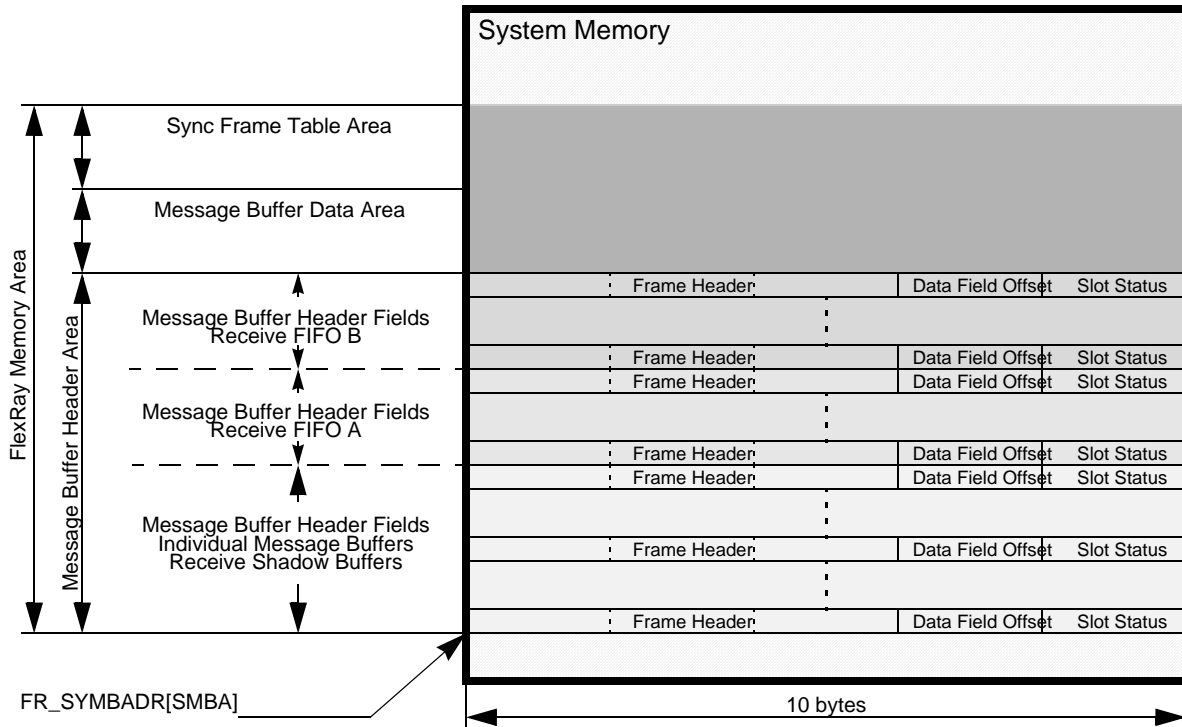 System Memory
Sync Frame Table Area
Message Buffer Data Area
FlexRay Memory Area
Message Buffer Header Area
Frame Header Data Field Offset Slot Status
Message Buffer Header Fields
Receive FIFO B
Frame Header Data Field Offset Slot Status
Frame Header Data Field Offset Slot Status
Message Buffer Header Fields
Receive FIFO A
Frame Header Data Field Offset Slot Status
Frame Header Data Field Offset Slot Status
Message Buffer Header Fields
Individual Message Buffers
Receive Shadow Buffers
Frame Header Data Field Offset Slot Status
Frame Header Data Field Offset Slot Status
FR_SYMBADR[SMBA]
10 bytes